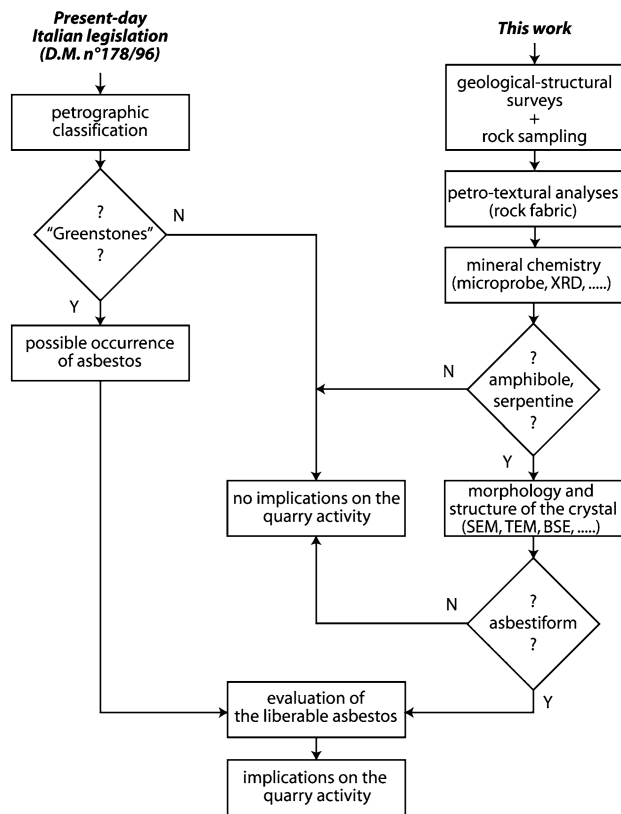 Present-day
Italian legislation
(D.M. n°178/96)
petrographic
classification
?
“Greenstones”
?
N
Y
possible occurrence
of asbestos
This work
geological-structural
surveys
+
rock sampling
petro-textural analyses
(rock fabric)
mineral chemistry
(microprobe, XRD, .....)
?
amphibole,
serpentine
?
N
Y
morphology and
structure of the crystal
(SEM, TEM, BSE, .....)
?
asbestiform
?
N
Y
no implications on the
quarry activity
evaluation of
the liberable asbestos
implications on the
quarry activity